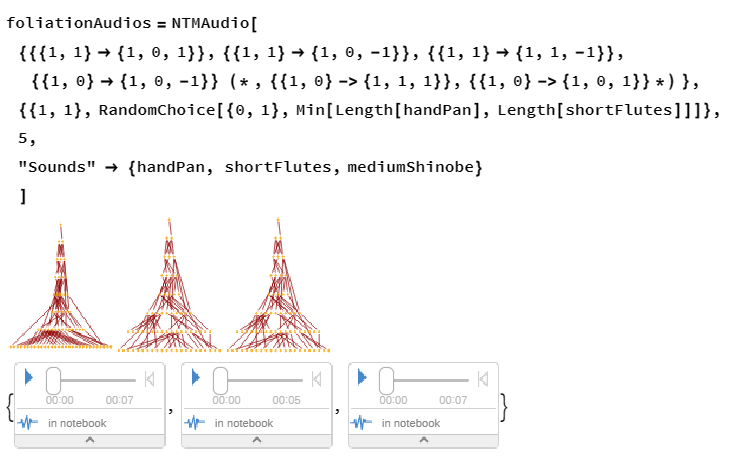 foliationAudios = NTMAudio[
{{{1, 1} → {1, 0, 1}}, {{1, 1} → {1, 0, -1}}, {{1, 1} → {1, 1, -1}},
{{1, 0} → {1, 0, -1}} (* , {{1, 0} -> {1, 1, 1}}, {{1, 0} -> {1, 0, 1}} *) },
{{1, 1}, RandomChoice[{0, 1}, Min[Length[handPan], Length[shortFlutes]]]},
5,
"Sounds" → {handPan, shortFlutes, mediumShinobe}
]
{ , , }
00:00 00:07 00:00 00:05 00:00 00:07
in notebook in notebook in notebook